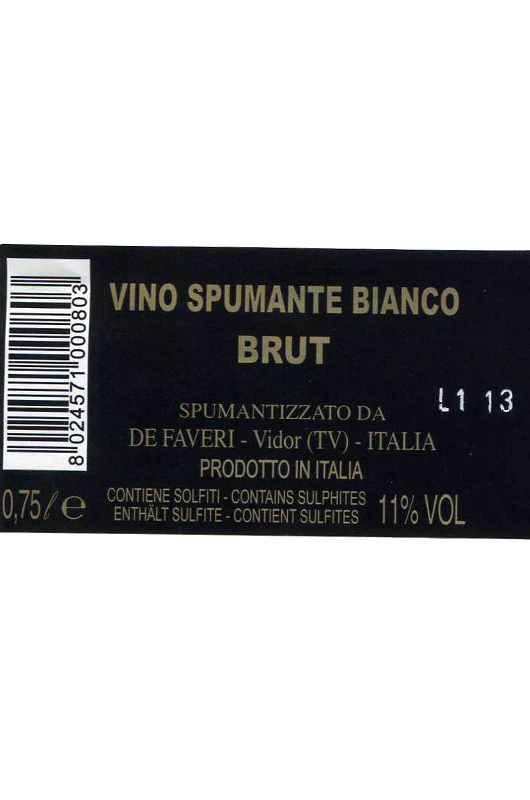 VINO SPUMANTE BIANCO
BRUT
L1 13
SPUMANTIZZATO DA
DE FAVERI - Vidor (TV) - ITALIA
PRODOTTO IN ITALIA
CONTIENE SOLFITI - CONTAINS SULPHITES
ENTHÄLT SULFITE - CONTIENT SULFITES
0,75 ℓ ℮
11% VOL
8 024571 000803